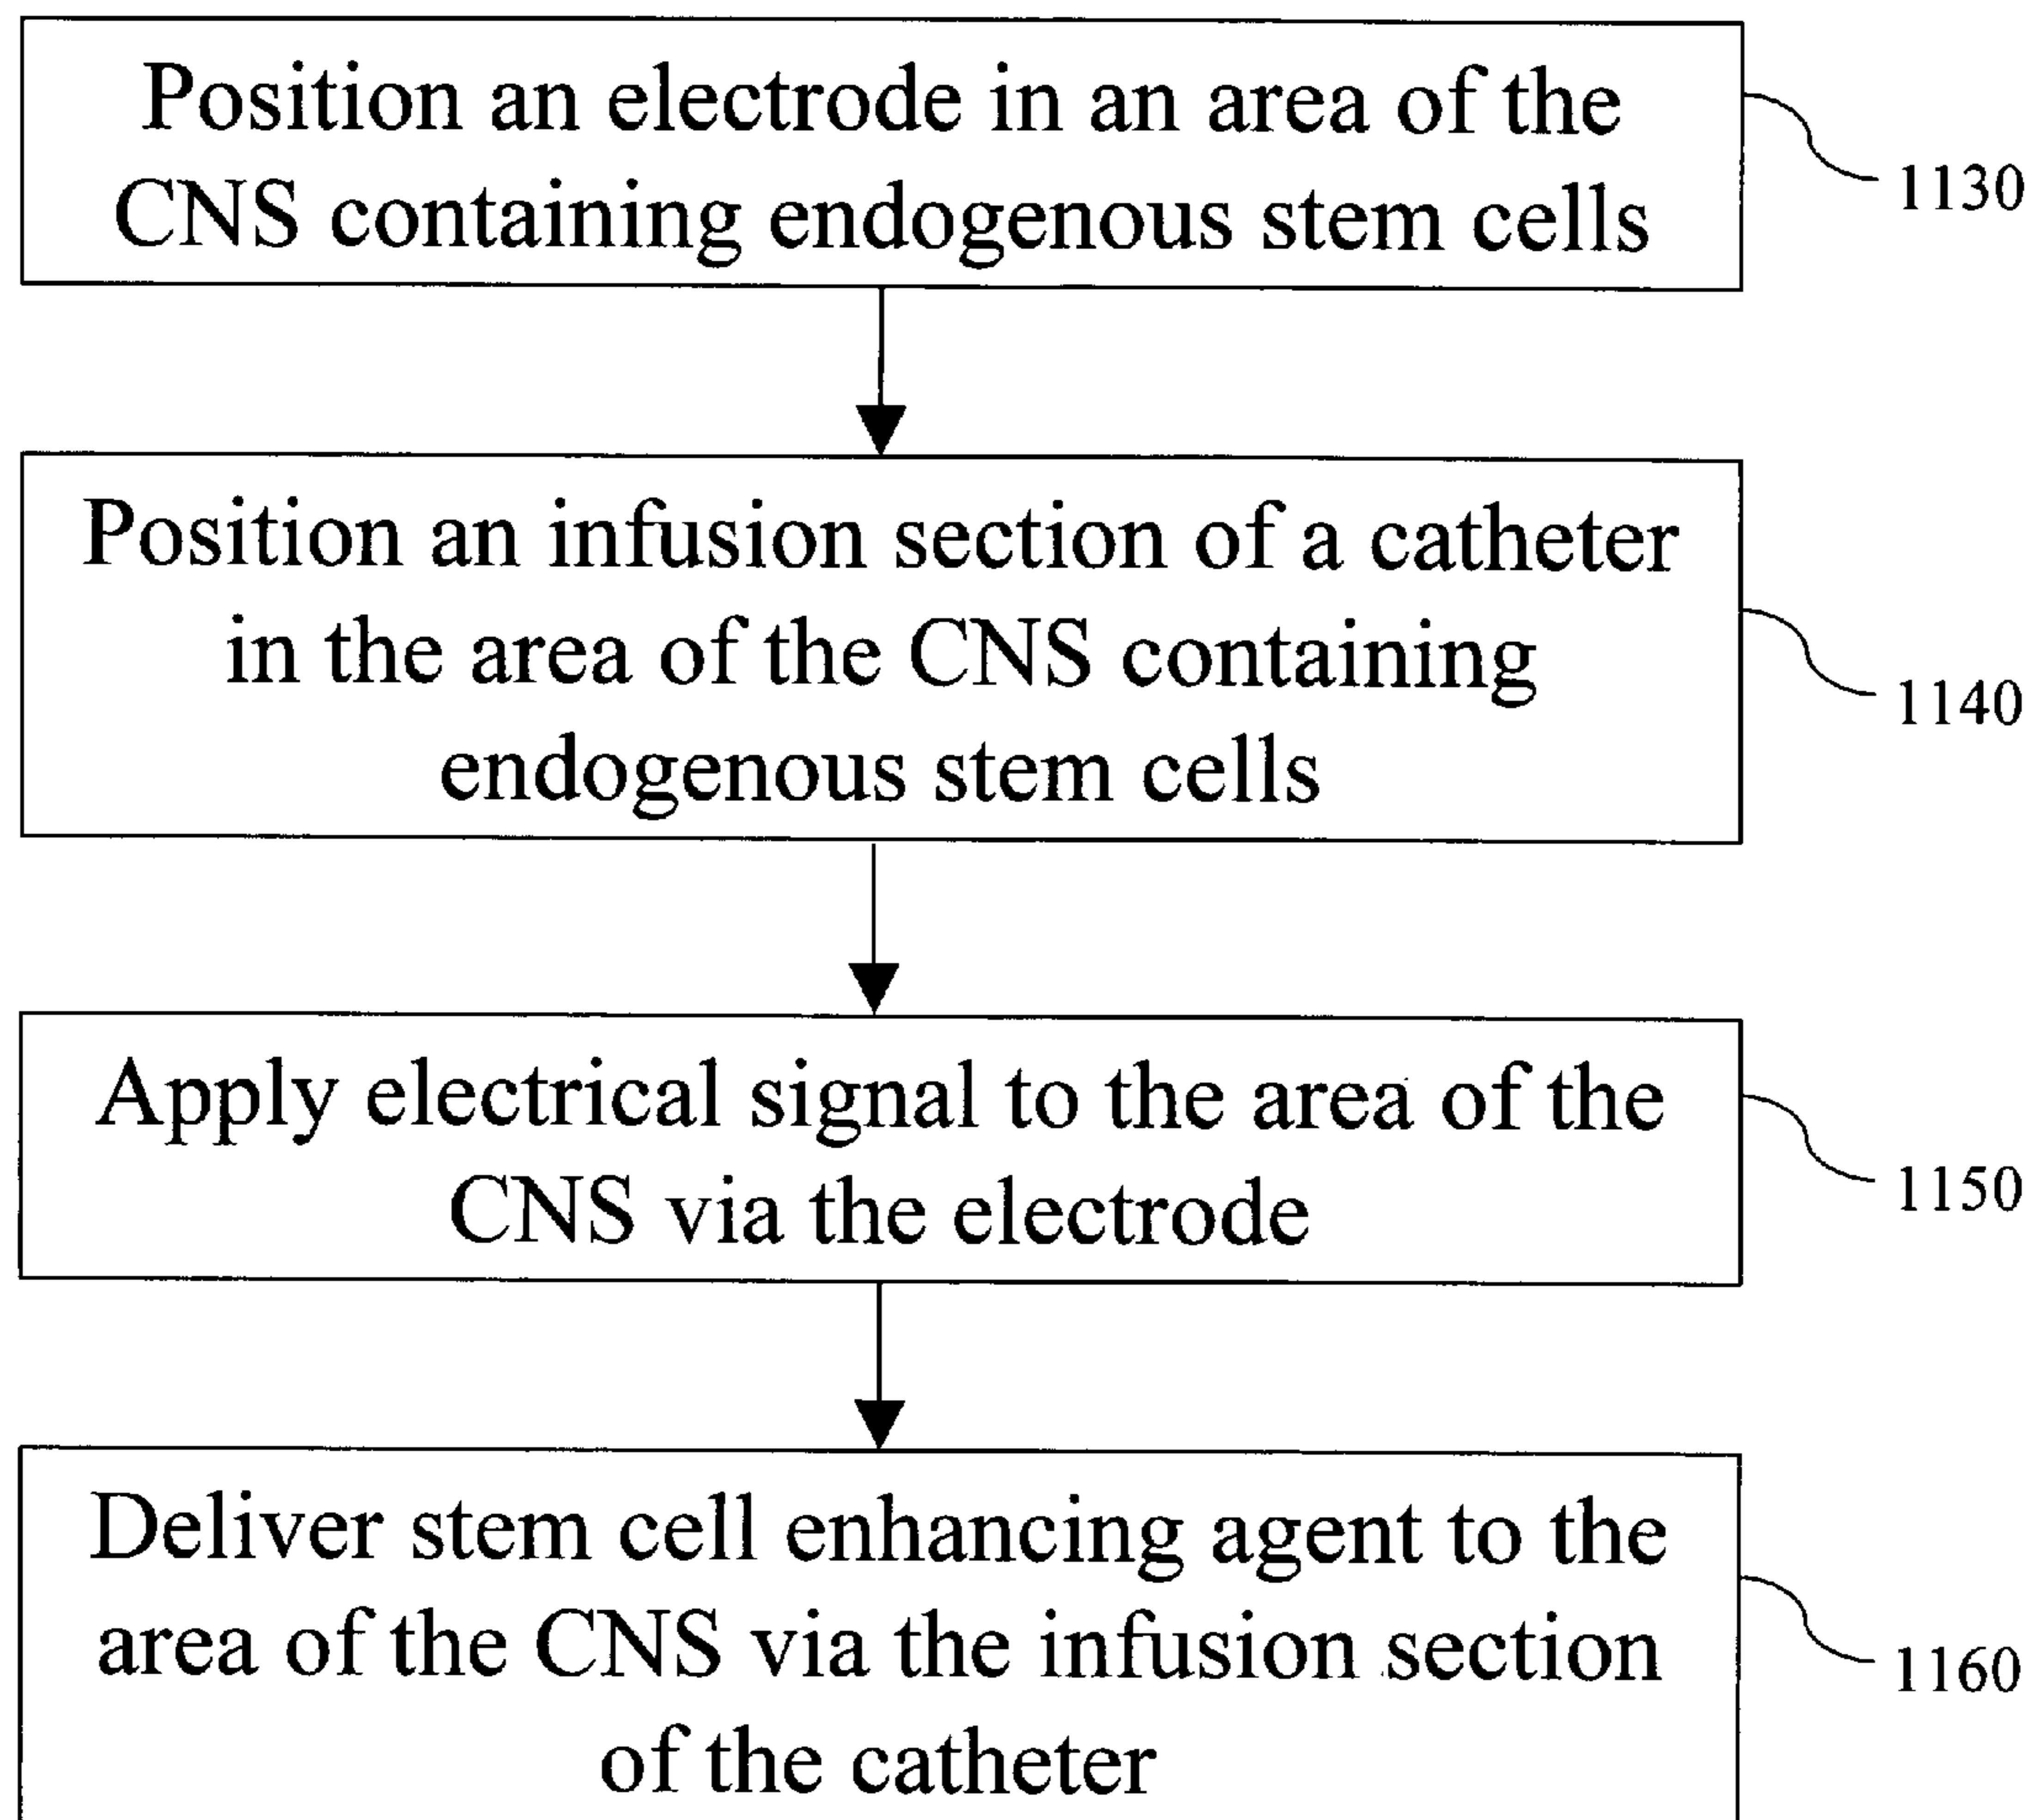 Position an electrode in an area of the
CNS containing endogenous stem cells
1130
Position an infusion section of a catheter
in the area of the CNS containing
endogenous stem cells
1140
Apply electrical signal to the area of the
CNS via the electrode
1150
Deliver stem cell enhancing agent to the
area of the CNS via the infusion section
of the catheter
1160